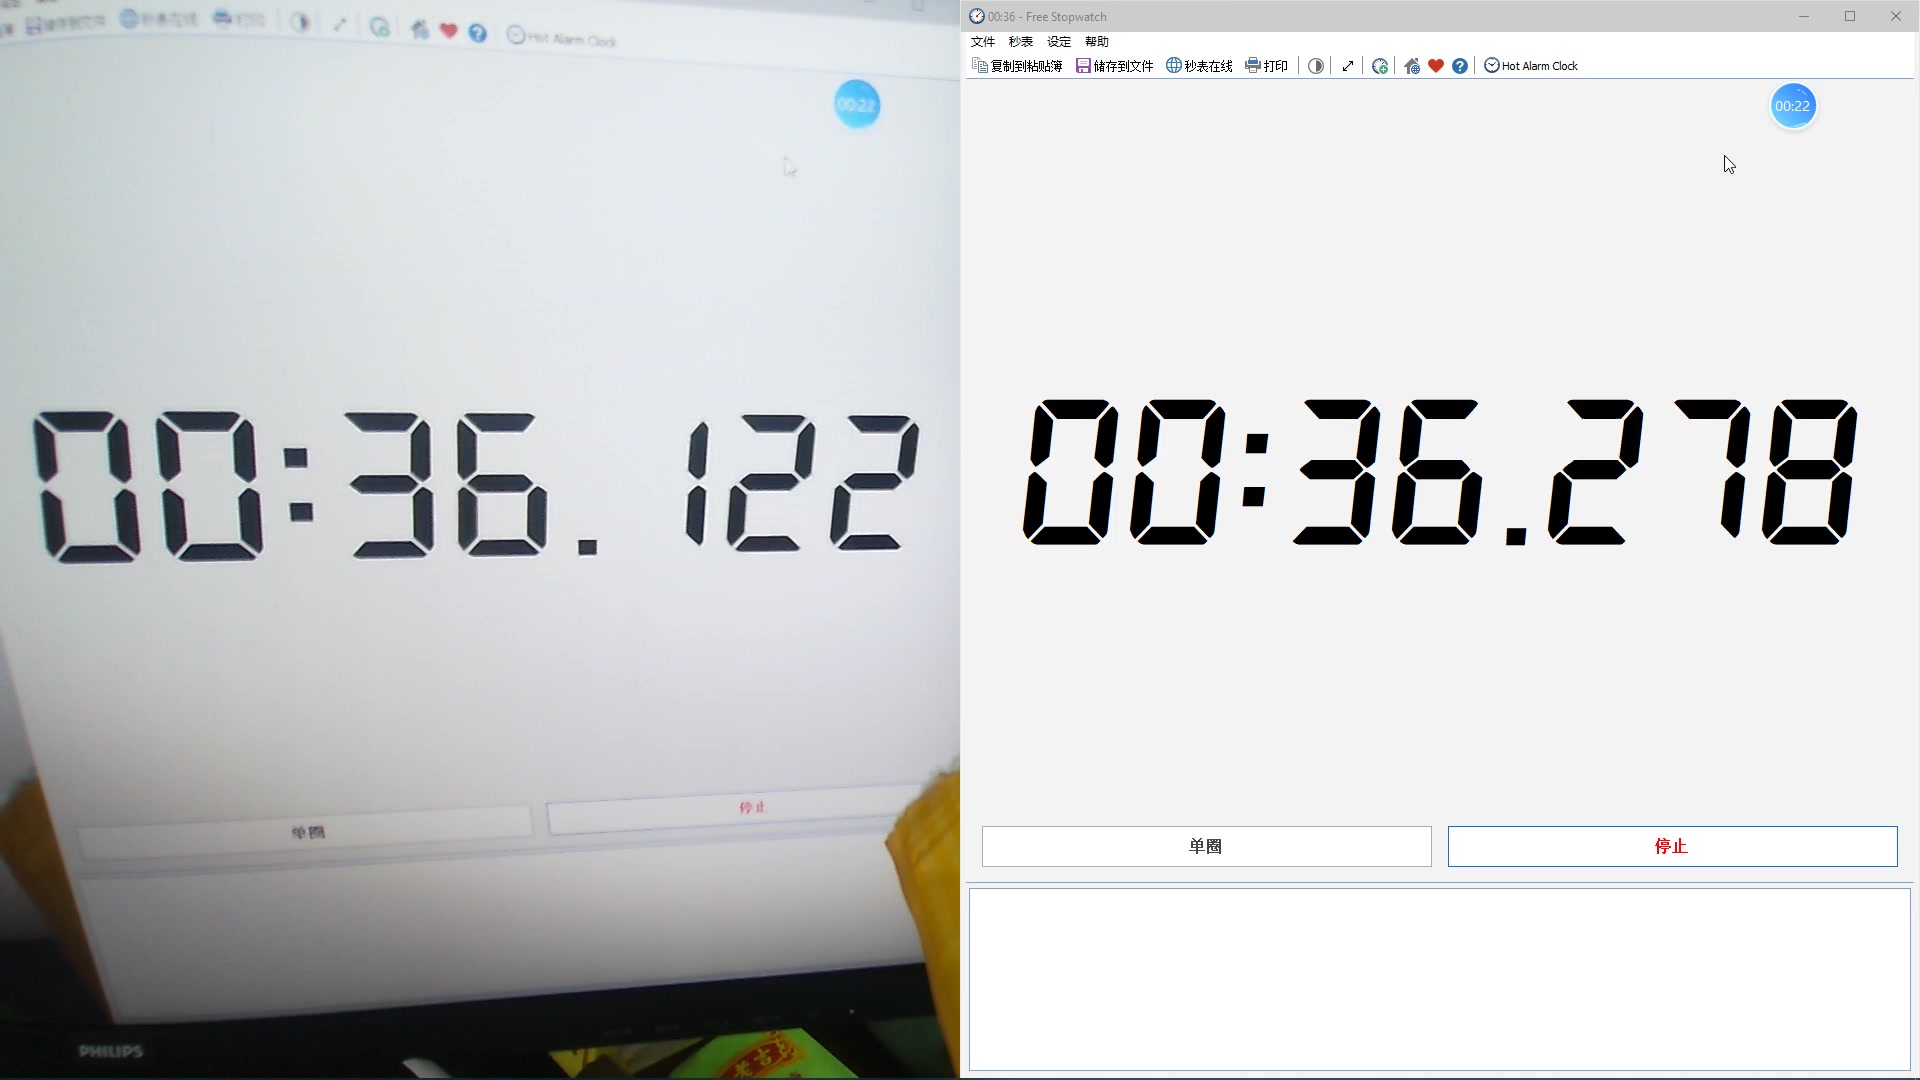 储存到文件 秒表在线 打印 Hot Alarm Clock
00:22
00:36.122
单圈 停止
PHILIPS
00:36 - Free Stopwatch
文件 秒表 设定 帮助
复制到粘贴簿 储存到文件 秒表在线 打印 Hot Alarm Clock
00:22
00:36.278
单圈 停止